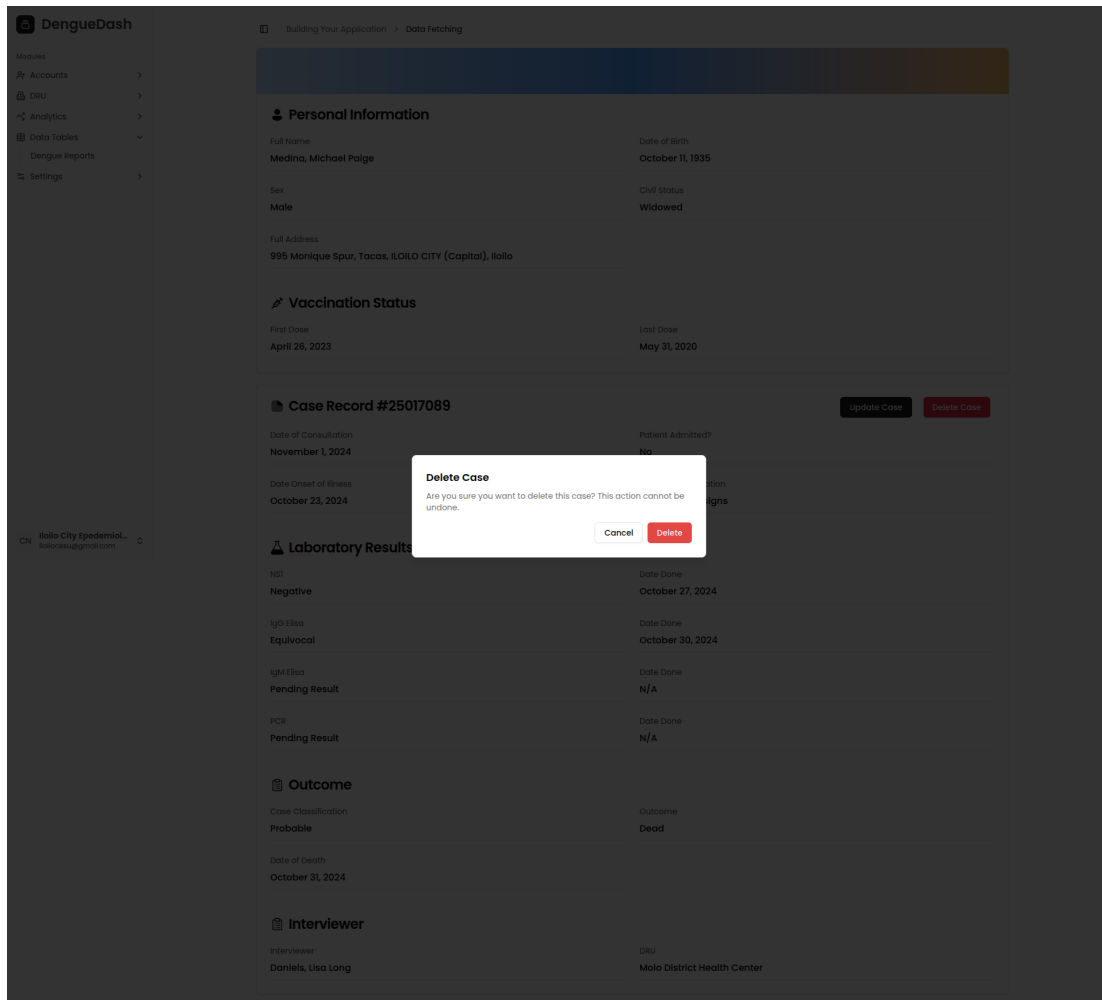 DengueDash
Building Your Application > Data Fetching
Modules
Accounts
DRU
Analytics
Data Tables
Dengue Reports
Settings
Personal Information
Full Name
Date of Birth
Medina, Michael Paige
October 11, 1935
Sex
Civil Status
Male
Widowed
Full Address
995 Monique Spur, Tacas, ILOILO CITY (Capital), Iloilo
Vaccination Status
First Dose
Last Dose
April 26, 2023
May 31, 2020
Case Record #25017089
Update Case
Delete Case
Date of Consultation
Patient Admitted?
November 1, 2024
No
Date Onset of Illness
October 23, 2024
Delete Case
Are you sure you want to delete this case? This action cannot be
undone.
Cancel
Delete
CN
Iloilo City Epedemiol...
iloilocesu@gmail.com
Laboratory Results
NS1
Date Done
Negative
October 27, 2024
IgG Elisa
Date Done
Equivocal
October 30, 2024
IgM Elisa
Date Done
Pending Result
N/A
PCR
Date Done
Pending Result
N/A
Outcome
Case Classification
Outcome
Probable
Dead
Date of Death
October 31, 2024
Interviewer
Interviewer
DRU
Daniels, Lisa Long
Molo District Health Center